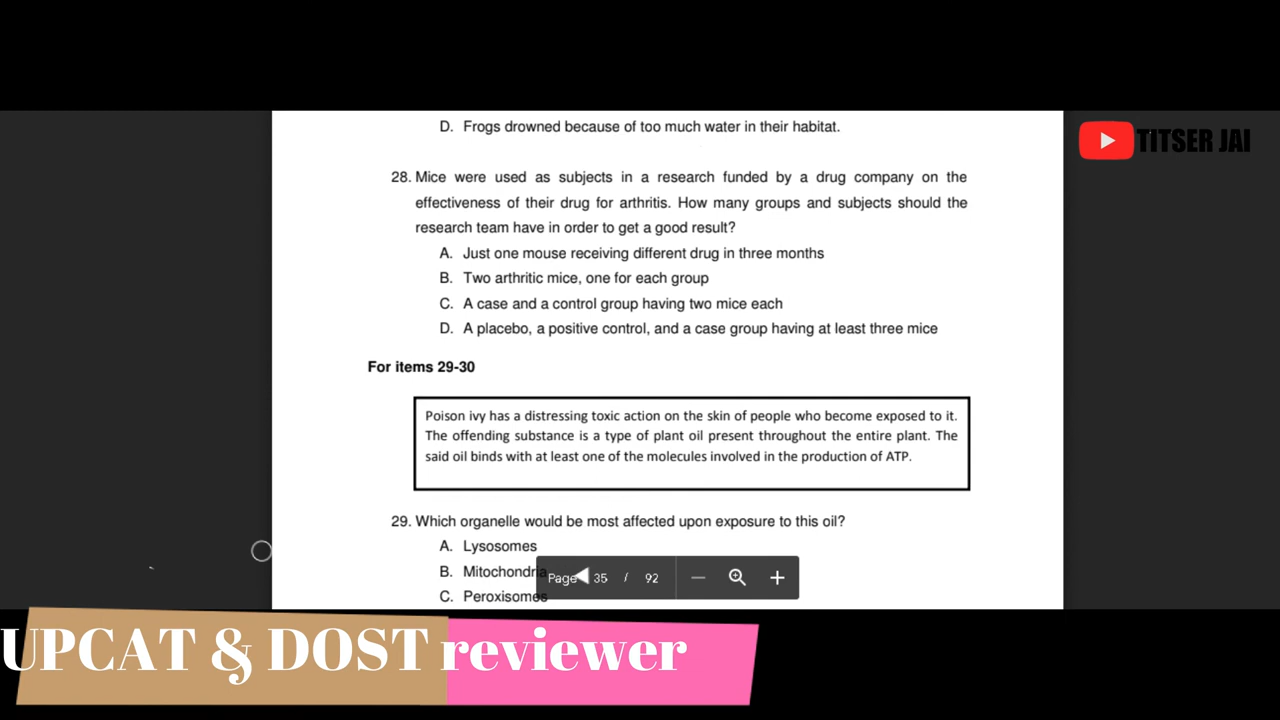 D. Frogs drowned because of too much water in their habitat.
TITSER JAI
28. Mice were used as subjects in a research funded by a drug company on the
effectiveness of their drug for arthritis. How many groups and subjects should the
research team have in order to get a good result?
A. Just one mouse receiving different drug in three months
B. Two arthritic mice, one for each group
C. A case and a control group having two mice each
D. A placebo, a positive control, and a case group having at least three mice
For items 29-30
Poison ivy has a distressing toxic action on the skin of people who become exposed to it.
The offending substance is a type of plant oil present throughout the entire plant. The
said oil binds with at least one of the molecules involved in the production of ATP.
29. Which organelle would be most affected upon exposure to this oil?
A. Lysosomes
B. Mitochondria
Page 35 / 92
C. Peroxisomes
UPCAT & DOST reviewer